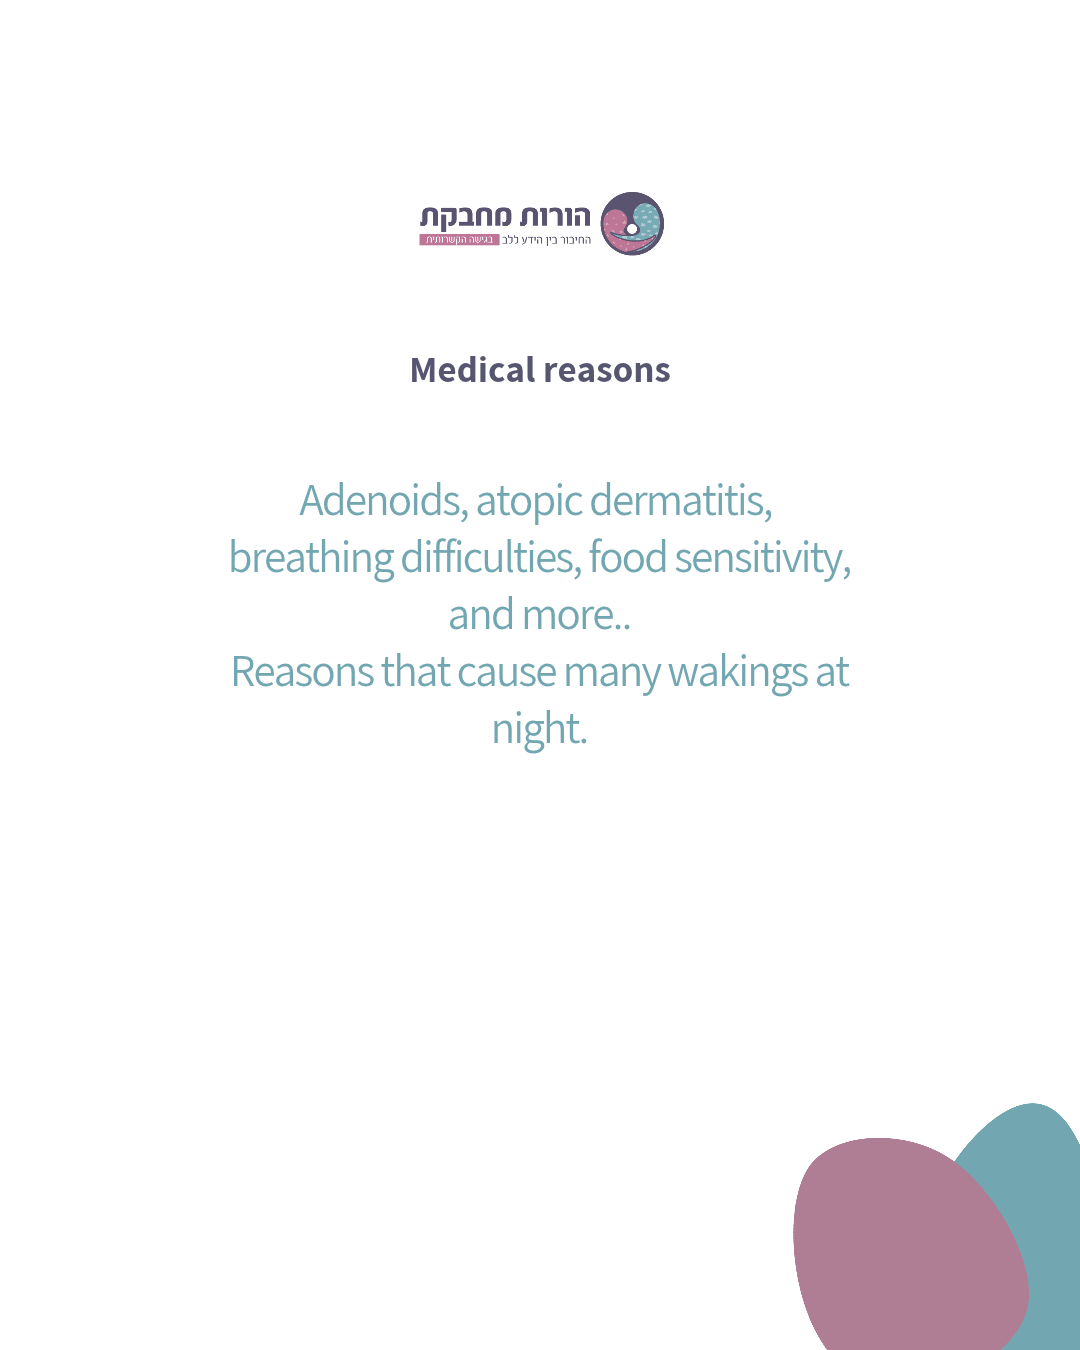 הורות מחבקת
החיבור בין הידע ללב בגישה הקשרותית
Medical reasons
Adenoids, atopic dermatitis,
breathing difficulties, food sensitivity,
and more..
Reasons that cause many wakings at
night.